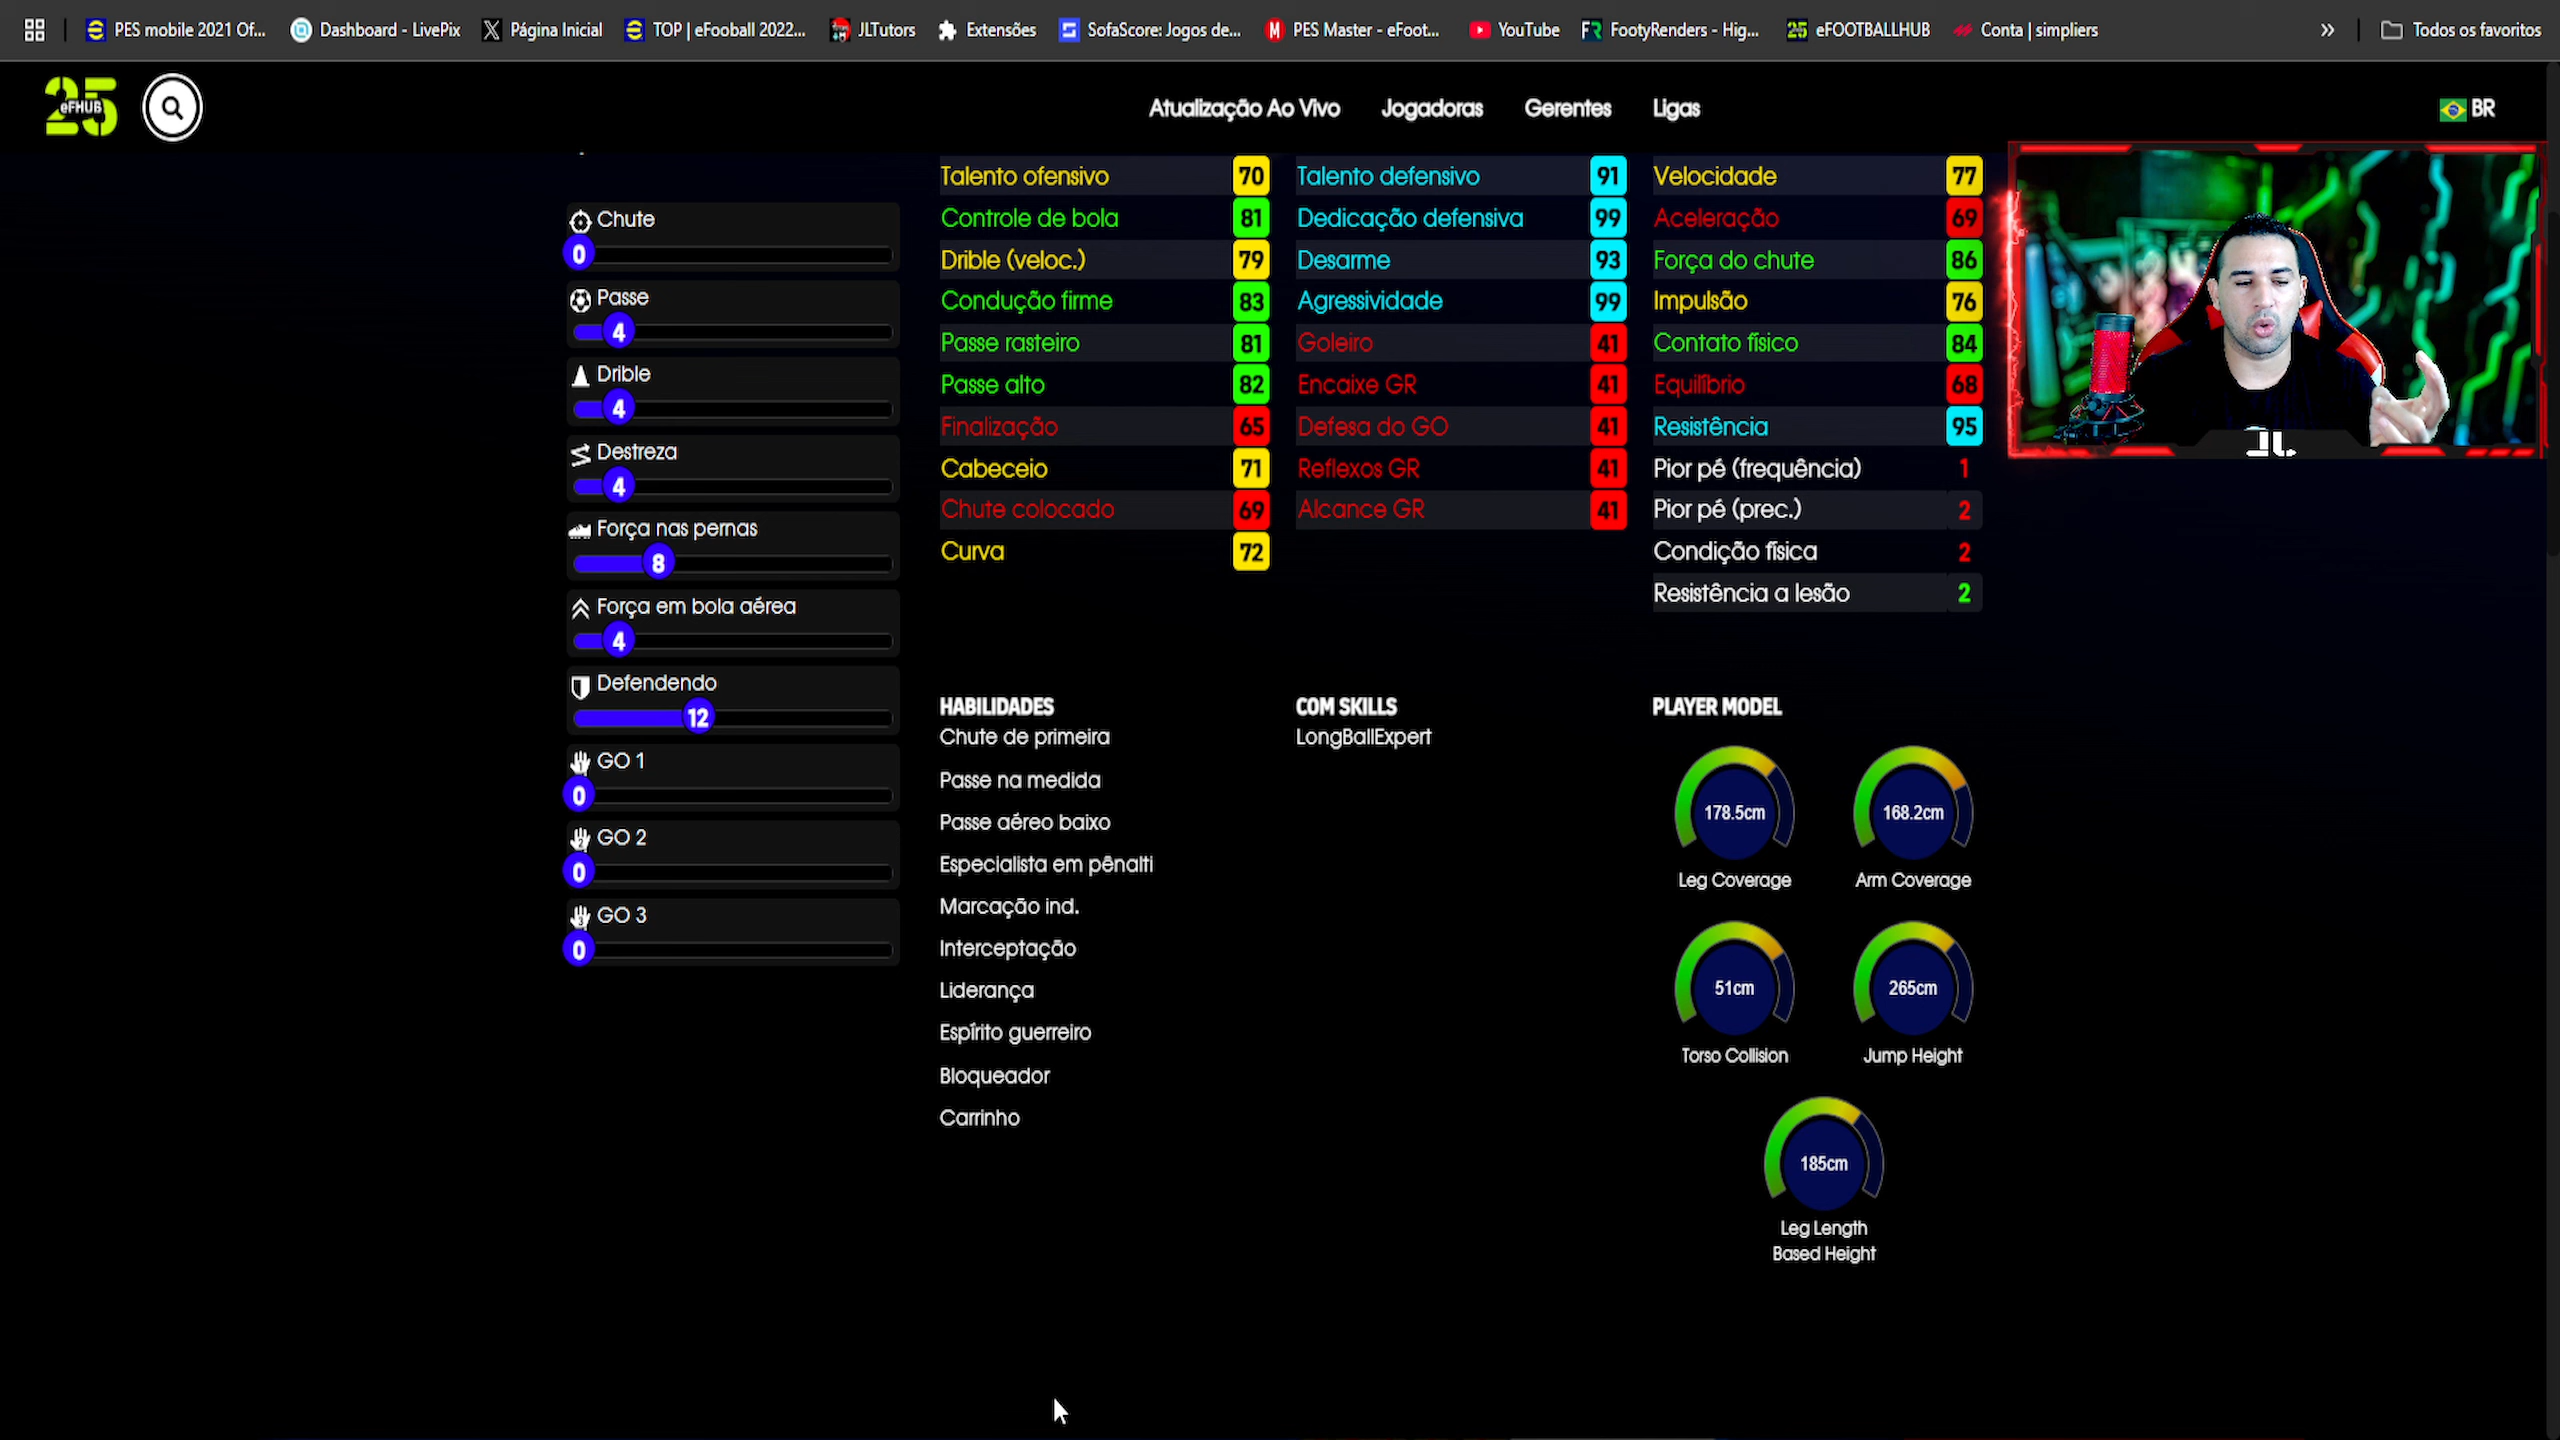 PES mobile 2021 Of... Dashboard - LivePix Página Inicial TOP | eFooball 2022... JLTutors Extensões SofaScore: Jogos de... PES Master - eFoot... YouTube FootyRenders - Hig... eFOOTBALLHUB Conta | simpliers » Todos os favoritos
25 eFHUB Atualização Ao Vivo Jogadoras Gerentes Ligas BR
Chute
0
Passe
4
Drible
4
Destreza
4
Força nas pernas
8
Força em bola aérea
4
Defendendo
12
GO 1
0
GO 2
0
GO 3
0
Talento ofensivo 70
Controle de bola 81
Drible (veloc.) 79
Condução firme 83
Passe rasteiro 81
Passe alto 82
Finalização 65
Cabeceio 71
Chute colocado 69
Curva 72
Talento defensivo 91
Dedicação defensiva 99
Desarme 93
Agressividade 99
Goleiro 41
Encaixe GR 41
Defesa do GO 41
Reflexos GR 41
Alcance GR 41
Velocidade 77
Aceleração 69
Força do chute 86
Impulsão 76
Contato físico 84
Equilíbrio 68
Resistência 95
Pior pé (frequência) 1
Pior pé (prec.) 2
Condição física 2
Resistência a lesão 2
HABILIDADES
Chute de primeira
Passe na medida
Passe aéreo baixo
Especialista em pênalti
Marcação ind.
Interceptação
Liderança
Espírito guerreiro
Bloqueador
Carrinho
COM SKILLS
LongBallExpert
PLAYER MODEL
178.5cm
Leg Coverage
168.2cm
Arm Coverage
51cm
Torso Collision
265cm
Jump Height
185cm
Leg Length
Based Height